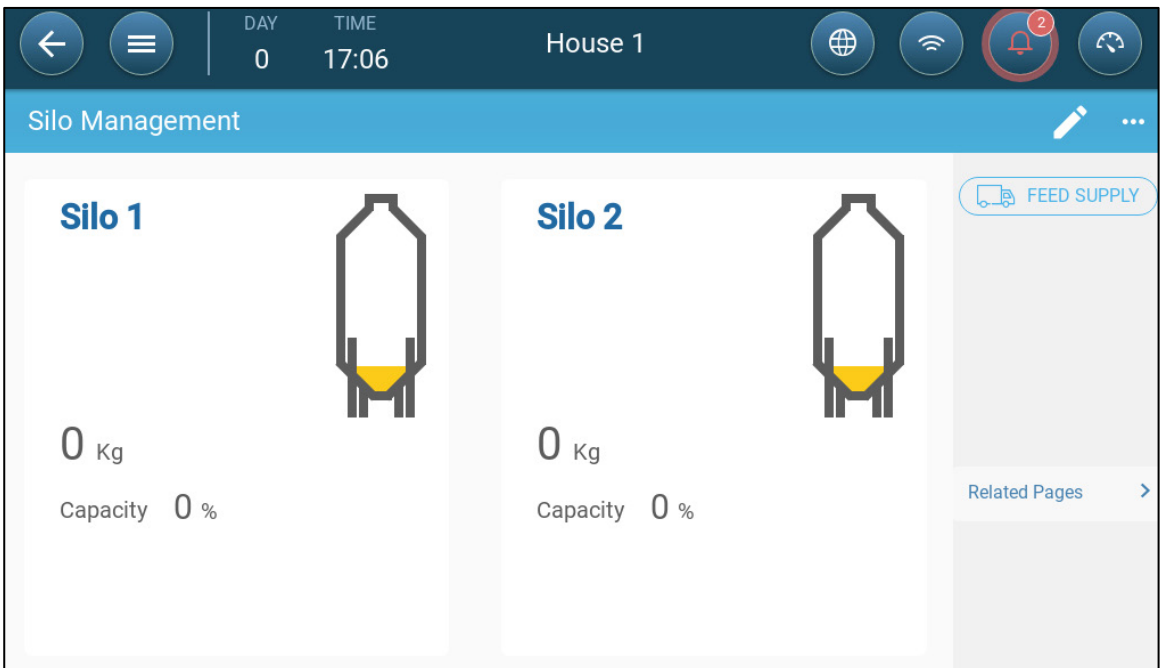 DAY
0
TIME
17:06
House 1
2
Silo Management
Silo 1
0 Kg
Capacity 0 %
Silo 2
0 Kg
Capacity 0 %
FEED SUPPLY
Related Pages